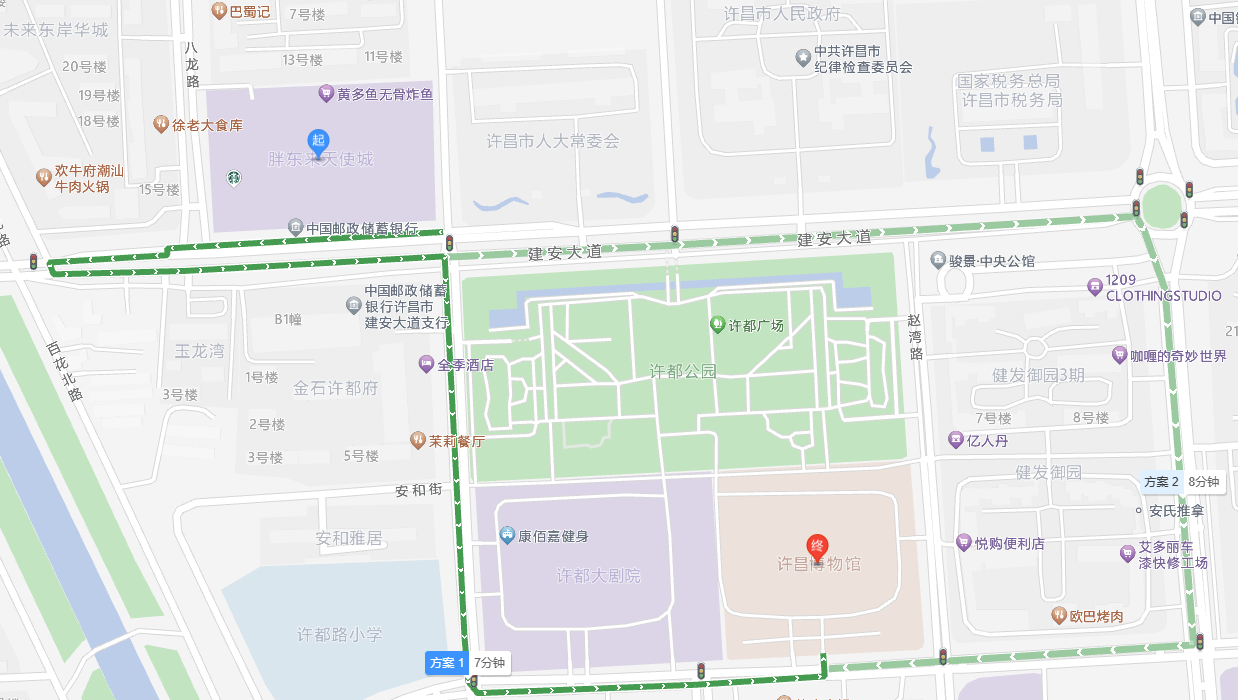 巴蜀记
7号楼
许昌市人民政府
中国银
未来东岸华城
八龙路
中共许昌市
纪律检查委员会
13号楼
11号楼
20号楼
国家税务总局
许昌市税务局
19号楼
黄多鱼无骨炸鱼
18号楼
徐老大食库
起
许昌市人大常委会
胖东来天使城
欢牛府潮汕
牛肉火锅
15号楼
中国邮政储蓄银行
建安大道
建安大道
路
骏景·中央公馆
1209
CLOTHINGSTUDIO
中国邮政储蓄
银行许昌市
建安大道支行
B1幢
许都广场
赵湾路
21
百花北路
玉龙湾
全季酒店
许都公园
咖喱的奇妙世界
1号楼
金石许都府
健发御园3期
3号楼
2号楼
7号楼
8号楼
茉莉餐厅
亿人丹
3号楼
5号楼
健发御园
安和街
方案 2 8分钟
安氏推拿
安和雅居
康佰嘉健身
终
悦购便利店
艾多丽车
漆快修工场
许昌博物馆
许都大剧院
欧巴烤肉
许都路小学
方案 1 7分钟